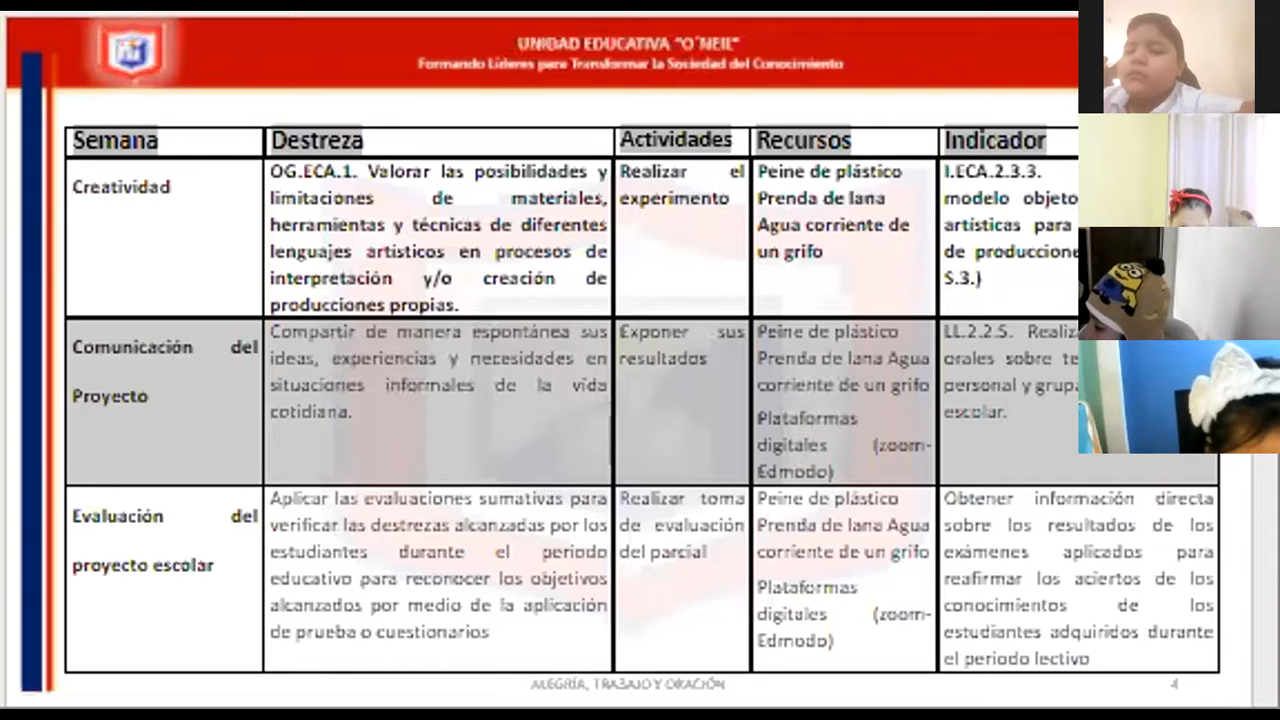 UNIDAD EDUCATIVA "O´NEIL"
Formando Líderes para Transformar la Sociedad del Conocimiento
Semana
Destreza
Actividades
Recursos
Indicador
Creatividad
OG.ECA.1. Valorar las posibilidades y
limitaciones de materiales,
herramientas y técnicas de diferentes
lenguajes artísticos en procesos de
interpretación y/o creación de
producciones propias.
Realizar el
experimento
Peine de plástico
Prenda de lana
Agua corriente de
un grifo
I.ECA.2.3.3.
modelo objeto
artísticas para
de produccione
S.3.)
Comunicación del
Proyecto
Compartir de manera espontánea sus
ideas, experiencias y necesidades en
situaciones informales de la vida
cotidiana.
Exponer sus
resultados
Peine de plástico
Prenda de lana Agua
corriente de un grifo
Plataformas
digitales (zoom-
Edmodo)
LL.2.2.5. Realiz
orales sobre te
personal y grupa
escolar.
Evaluación del
proyecto escolar
Aplicar las evaluaciones sumativas para
verificar las destrezas alcanzadas por los
estudiantes durante el periodo
educativo para reconocer los objetivos
alcanzados por medio de la aplicación
de prueba o cuestionarios
Realizar toma
de evaluación
del parcial
Peine de plástico
Prenda de lana Agua
corriente de un grifo
Plataformas
digitales (zoom-
Edmodo)
Obtener información directa
sobre los resultados de los
exámenes aplicados para
reafirmar los aciertos de los
conocimientos de los
estudiantes adquiridos durante
el periodo lectivo
ALEGRÍA, TRABAJO Y ORACIÓN
4